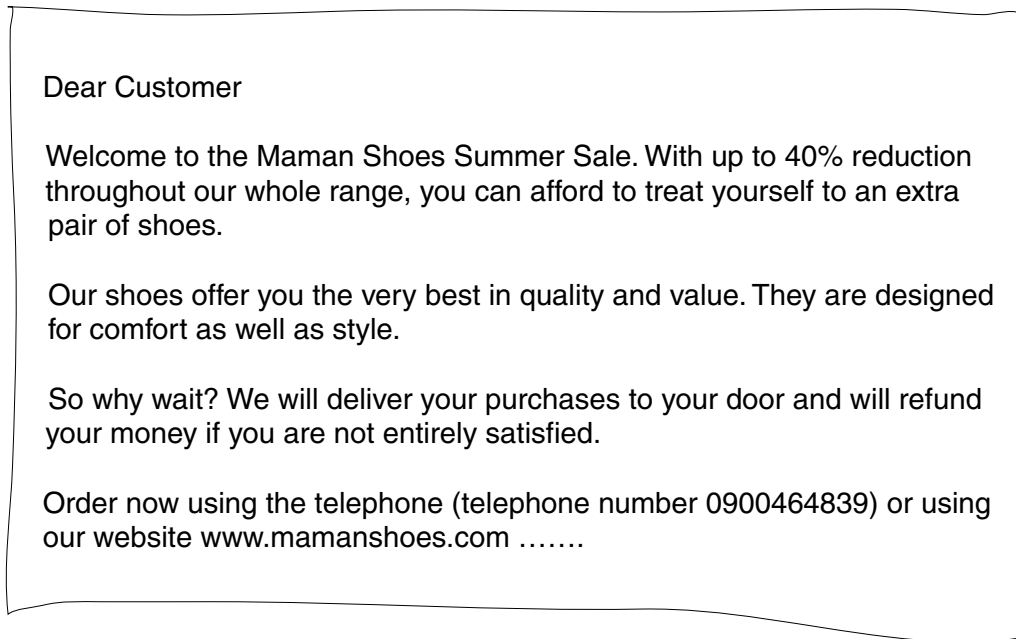 Dear Customer
Welcome to the Maman Shoes Summer Sale. With up to 40% reduction
throughout our whole range, you can afford to treat yourself to an extra
pair of shoes.
Our shoes offer you the very best in quality and value. They are designed
for comfort as well as style.
So why wait? We will deliver your purchases to your door and will refund
your money if you are not entirely satisfied.
Order now using the telephone (telephone number 0900464839) or using
our website www.mamanshoes.com …….